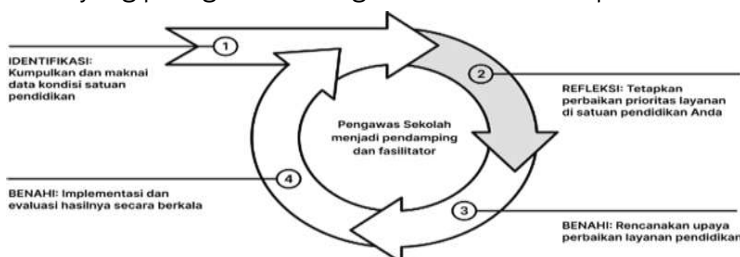 1
IDENTIFIKASI:
Kumpulkan dan maknai
data kondisi satuan
pendidikan
2
REFLEKSI: Tetapkan
perbaikan prioritas layanan
di satuan pendidikan Anda
Pengawas Sekolah
menjadi pendamping
dan fasilitator
4
BENAHI: Implementasi dan
evaluasi hasilnya secara berkala
3
BENAHI: Rencanakan upaya
perbaikan layanan pendidikan